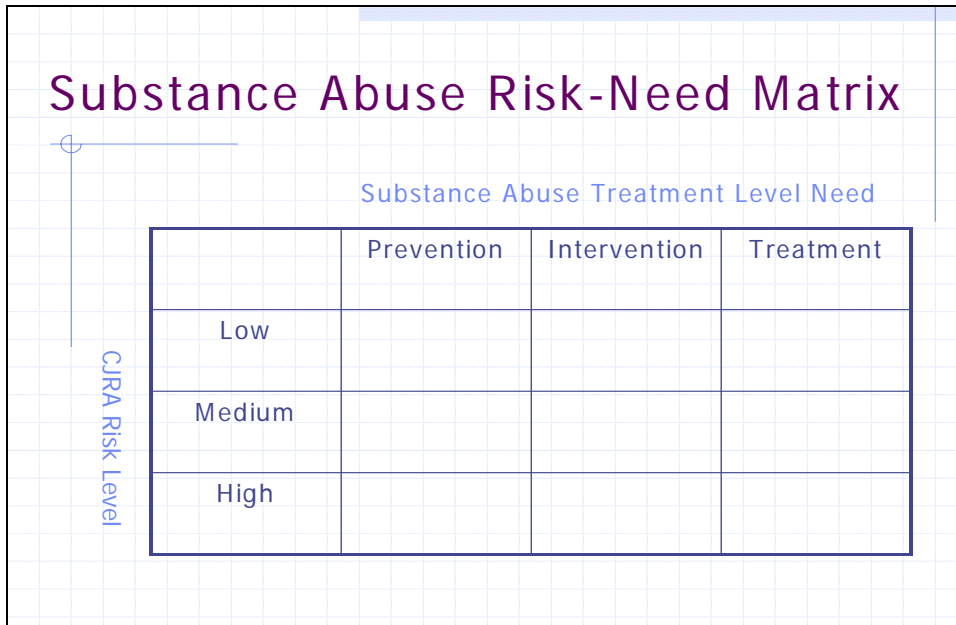 Substance Abuse Risk-Need Matrix
Substance Abuse Treatment Level Need
Prevention Intervention Treatment
Low
Medium
High
CJRA Risk Level